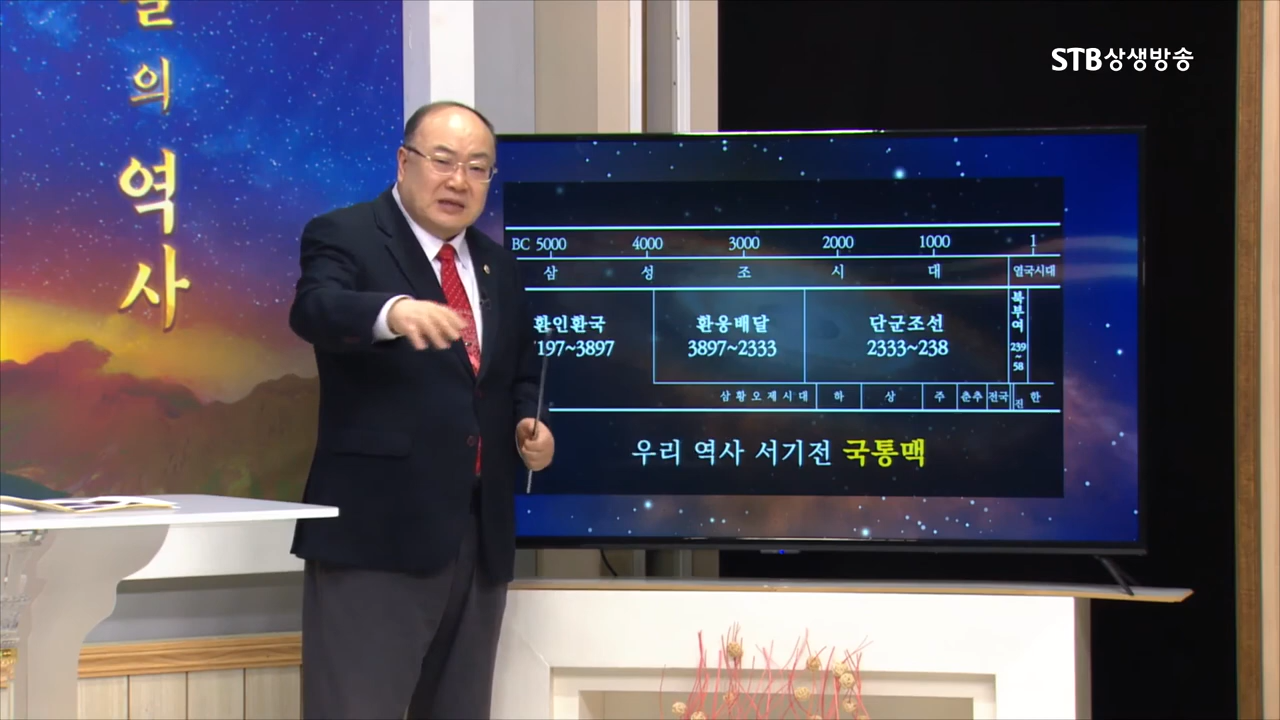 의
역
사
STB상생방송
BC 5000 4000 3000 2000 1000 1
삼 성 조 시 대 열국시대
환인환국 환웅배달 단군조선 북부여
197~3897 3897~2333 2333~238 239~58
삼황오제시대 하 상 주 춘추 전국 진 한
우리 역사 서기전 국통맥